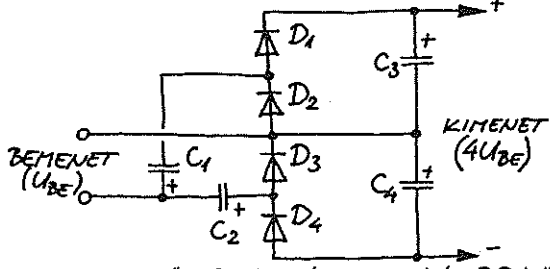 +
D1
C3 +
D2
BEMENET
(UBE)
C1
+
D3
KIMENET
(4UBE)
C2 +
D4
C4 +
-